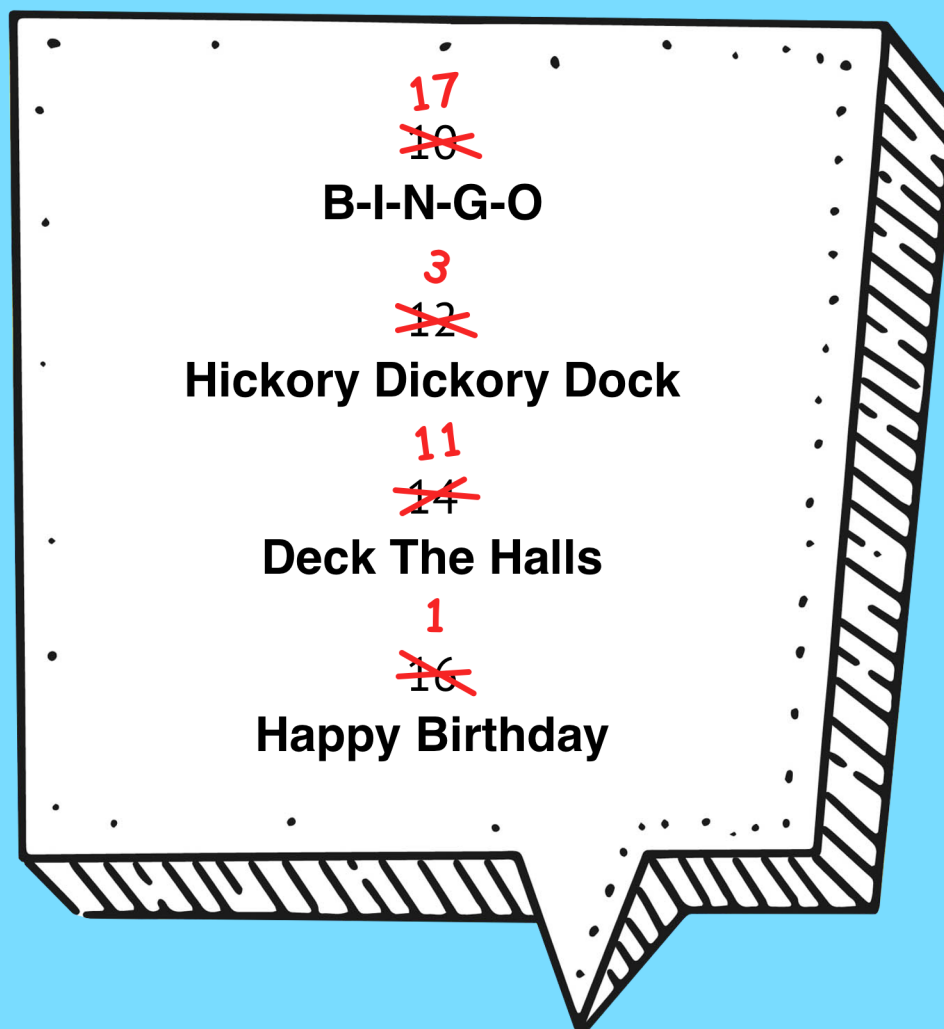 17
10
B-I-N-G-O
3
12
Hickory Dickory Dock
11
14
Deck The Halls
1
16
Happy Birthday